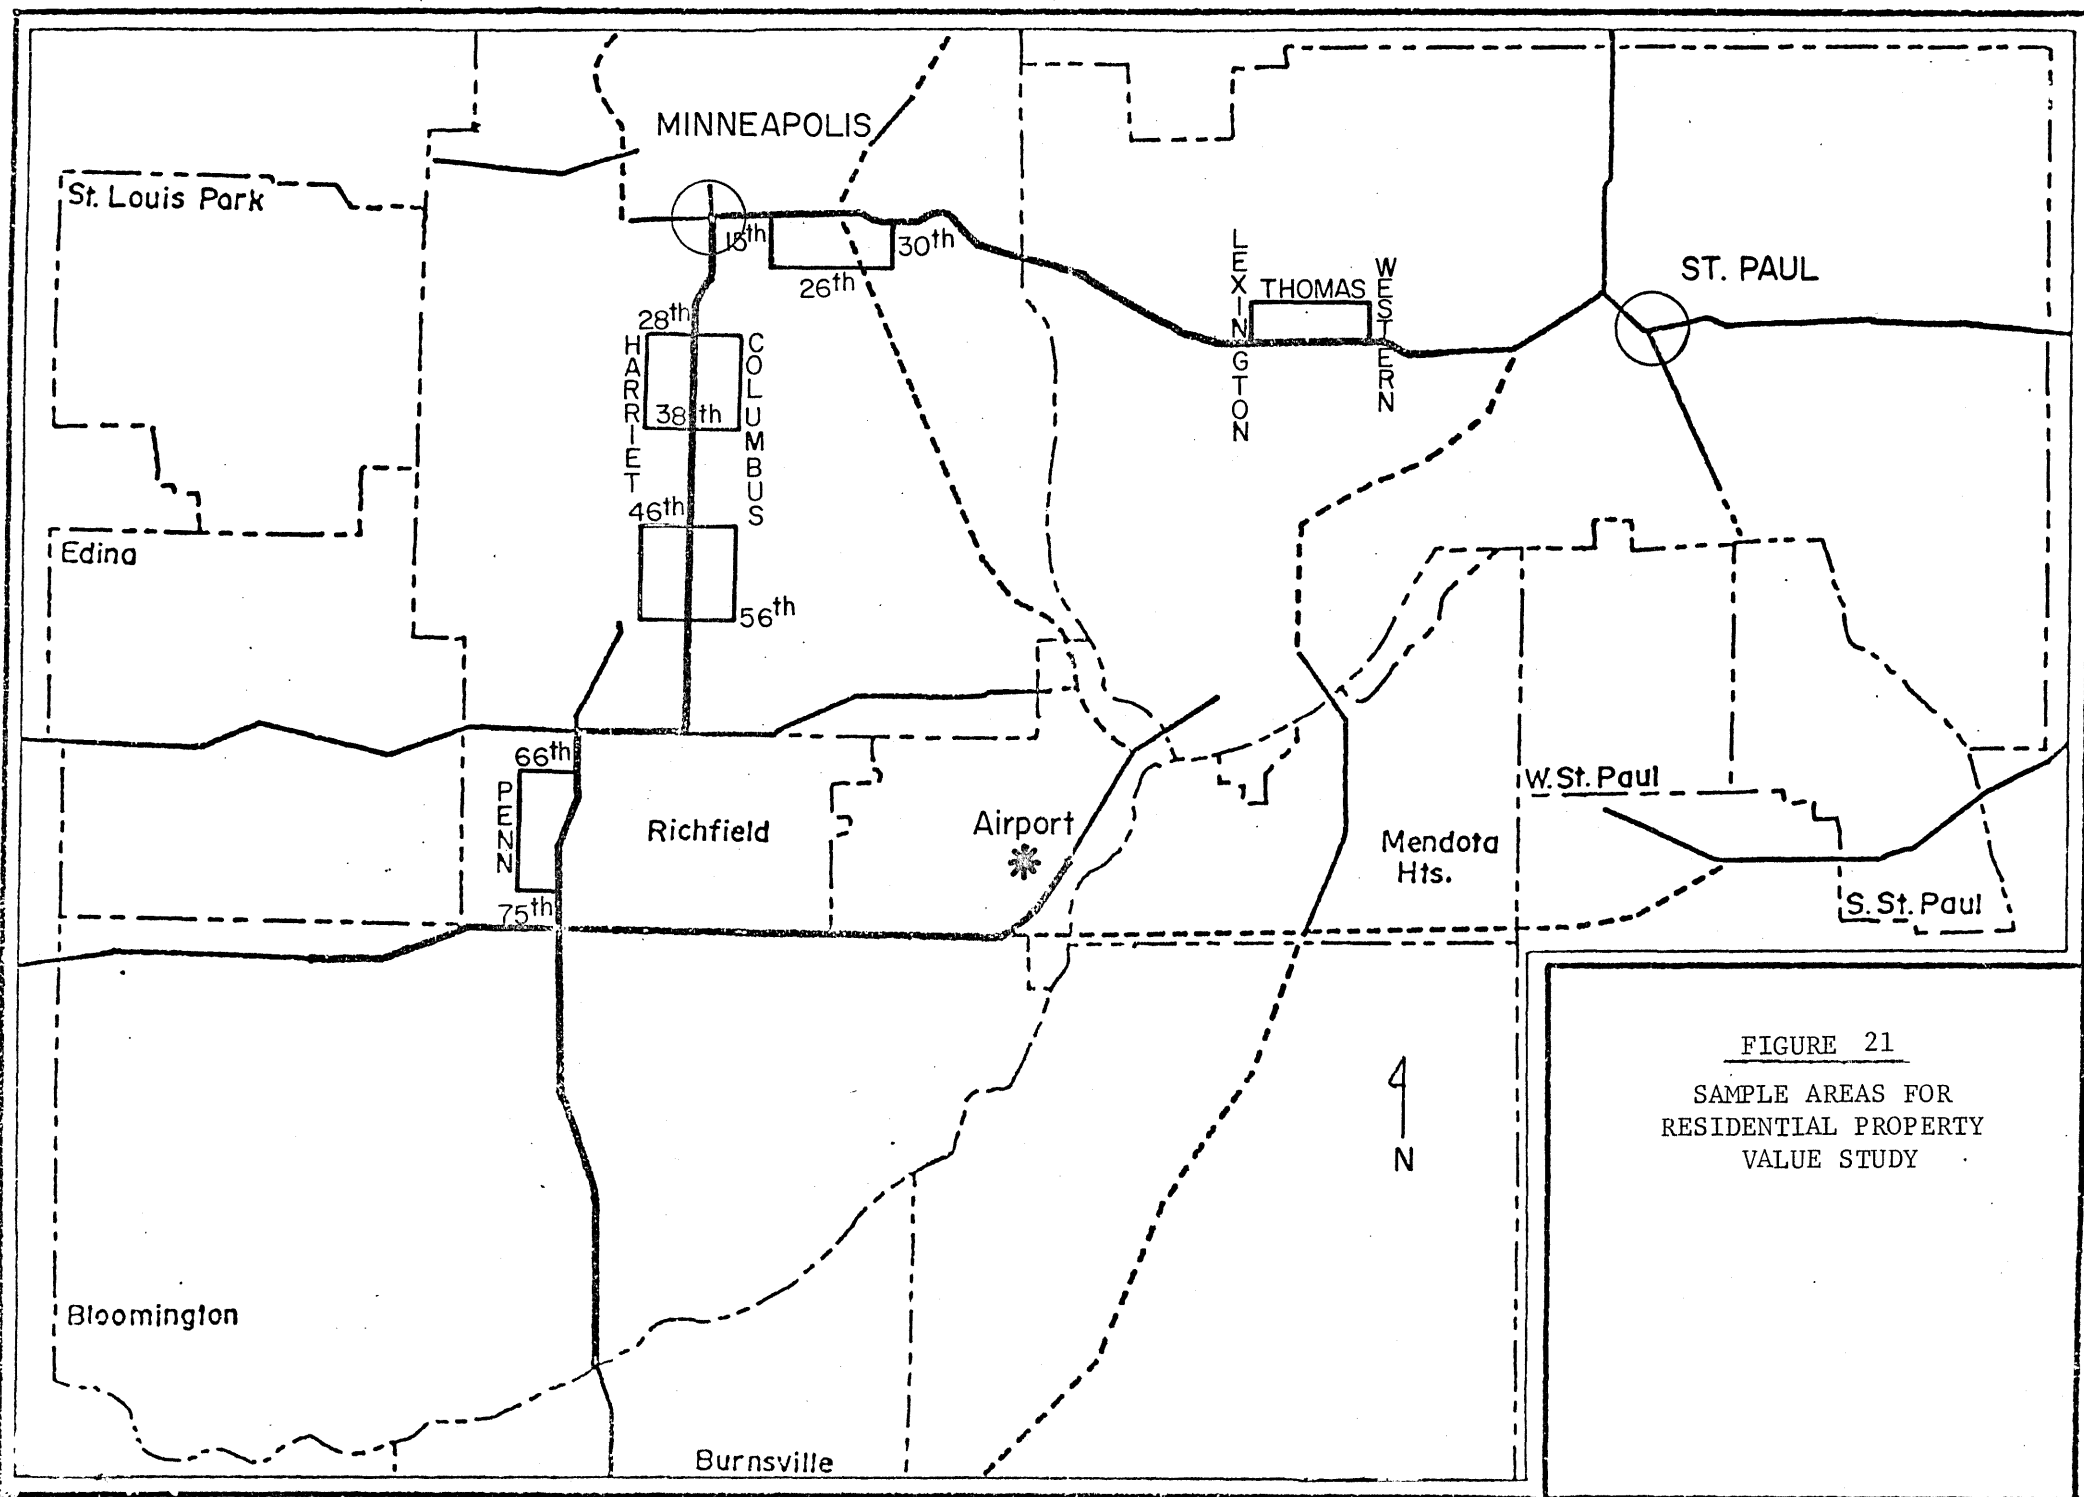 MINNEAPOLIS
St. Louis Park
15th
30th
26th
LEXINGTON
THOMAS
WESTERN
ST. PAUL
28th
HARRIET
COLUMBUS
38th
46th
Edina
56th
66th
PENN
Richfield
Airport
W. St. Paul
Mendota
Hts.
75th
S. St. Paul
N
Bloomington
Burnsville
FIGURE 21
SAMPLE AREAS FOR
RESIDENTIAL PROPERTY
VALUE STUDY